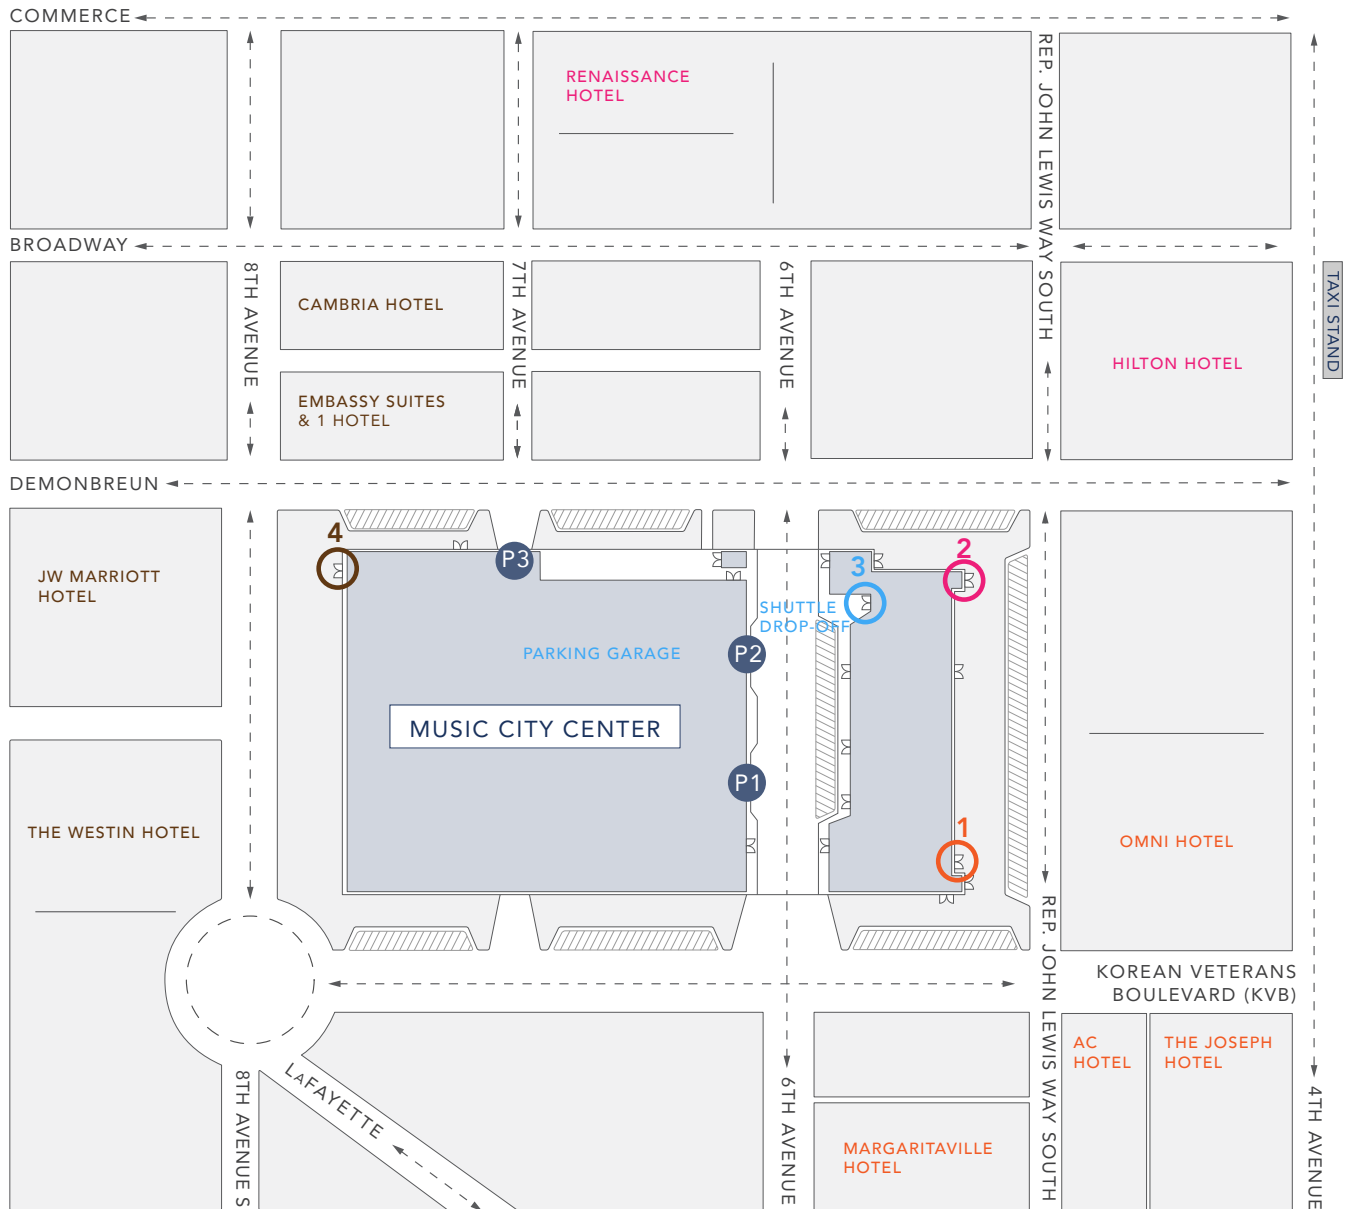 COMMERCE
REP. JOHN LEWIS WAY SOUTH
RENAISSANCE
HOTEL
BROADWAY
8TH AVENUE
7TH AVENUE
6TH AVENUE
TAXI STAND
CAMBRIA HOTEL
HILTON HOTEL
EMBASSY SUITES
& 1 HOTEL
DEMONBREUN
4
2
P3
3
JW MARRIOTT
HOTEL
SHUTTLE
DROP-OFF
PARKING GARAGE
P2
MUSIC CITY CENTER
P1
1
THE WESTIN HOTEL
OMNI HOTEL
REP. JOHN LEWIS WAY SOUTH
KOREAN VETERANS
BOULEVARD (KVB)
AC
HOTEL
THE JOSEPH
HOTEL
LAFAYETTE
8TH AVENUE S
6TH AVENUE
4TH AVENUE
MARGARITAVILLE
HOTEL